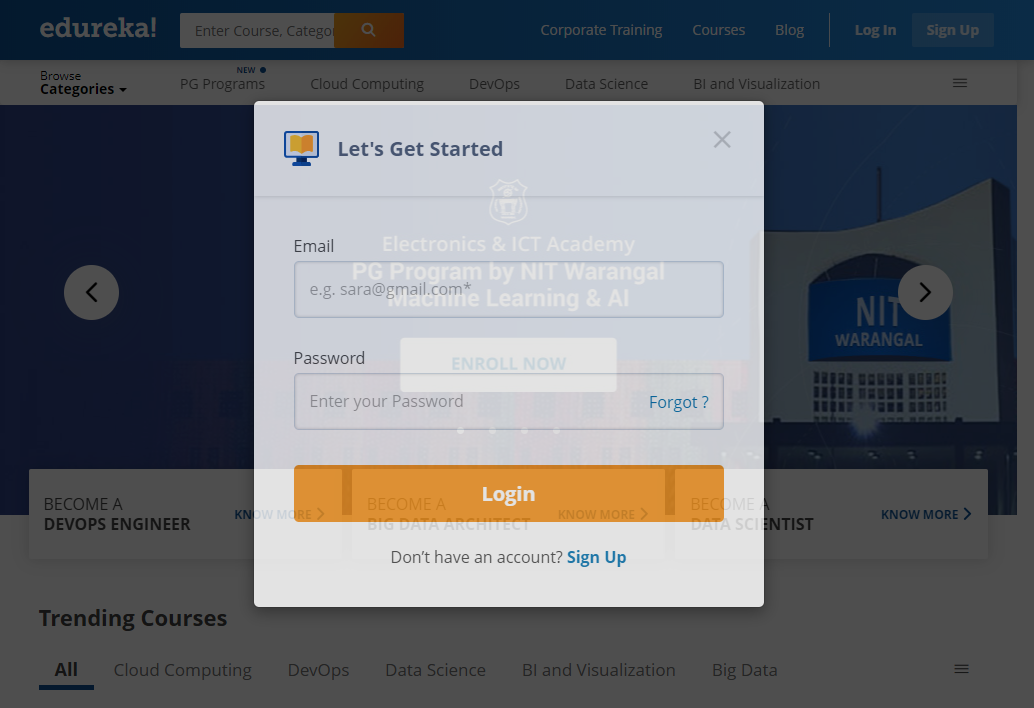 edureka!
Enter Course, Categor
Corporate Training
Courses
Blog
Log In
Sign Up
Browse
Categories
NEW
PG Programs
Cloud Computing
DevOps
Data Science
BI and Visualization
Let's Get Started
Electronics & ICT Academy
PG Program by NIT Warangal
Machine Learning & AI
ENROLL NOW
NIT
WARANGAL
Email
e.g. sara@gmail.com*
Password
Enter your Password
Forgot ?
Login
Don’t have an account? Sign Up
BECOME A
DEVOPS ENGINEER
KNOW MORE
BECOME A
BIG DATA ARCHITECT
KNOW MORE
BECOME A
DATA SCIENTIST
KNOW MORE
Trending Courses
All
Cloud Computing
DevOps
Data Science
BI and Visualization
Big Data